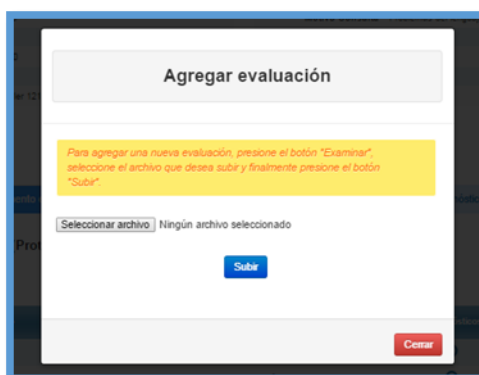 Agregar evaluación
Para agregar una nueva evaluación, presione el botón "Examinar",
seleccione el archivo que desea subir y finalmente presione el botón
"Subir".
Seleccionar archivo Ningún archivo seleccionado
Subir
Cerrar